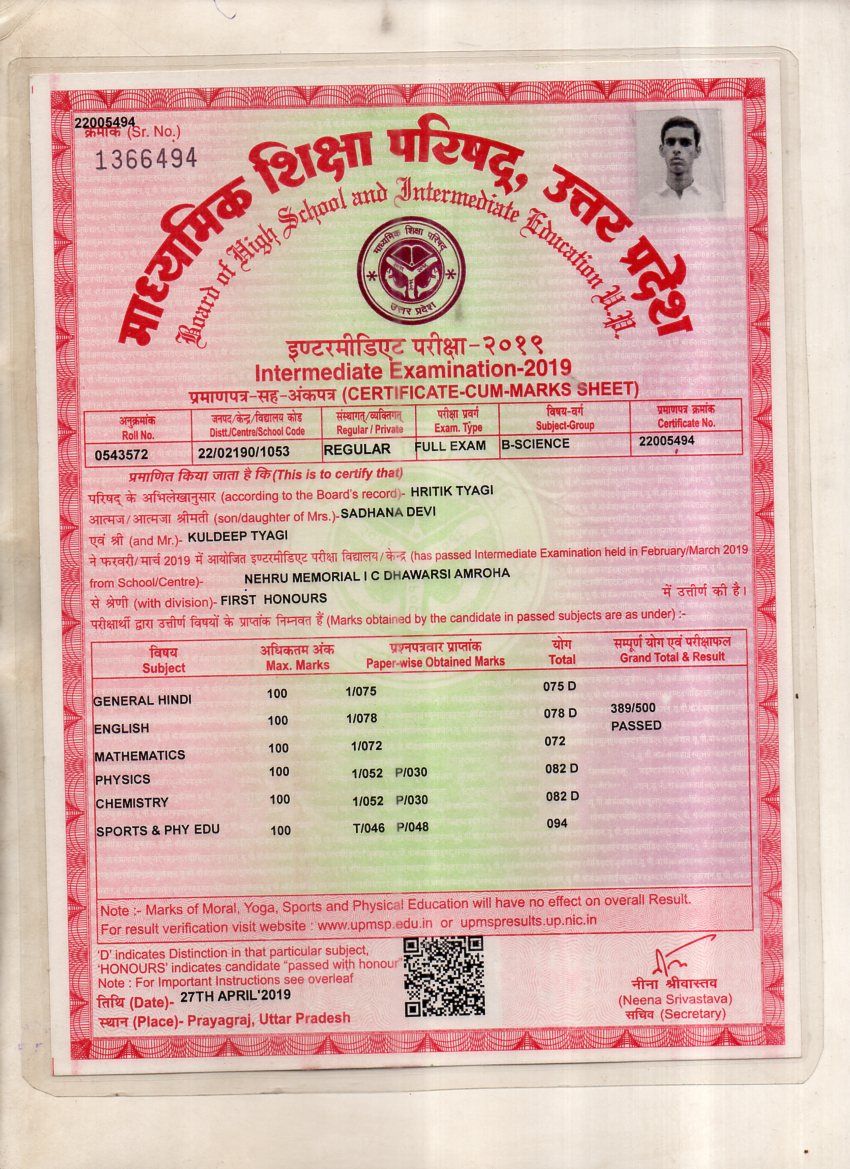 22005494
क्रमांक (Sr. No.)
1366494
माध्यमिक शिक्षा परिषद्, उत्तर प्रदेश
Board of High School and Intermediate Education U.P.
माध्यमिक शिक्षा परिषद्
उत्तर प्रदेश
इण्टरमीडिएट परीक्षा-२०१९
Intermediate Examination-2019
प्रमाणपत्र-सह-अंकपत्र (CERTIFICATE-CUM-MARKS SHEET)
अनुक्रमांक जनपद/केन्द्र/विद्यालय कोड संस्थागत/व्यक्तिगत परीक्षा प्रवर्ग विषय-वर्ग प्रमाणपत्र क्रमांक
Roll No. Distt./Centre/School Code Regular / Private Exam. Type Subject-Group Certificate No.
0543572 22/02190/1053 REGULAR FULL EXAM B-SCIENCE 22005494
प्रमाणित किया जाता है कि (This is to certify that)
परिषद् के अभिलेखानुसार (according to the Board's record)- HRITIK TYAGI
आत्मज/आत्मजा श्रीमती (son/daughter of Mrs.)- SADHANA DEVI
एवं श्री (and Mr.)- KULDEEP TYAGI
ने फरवरी/मार्च 2019 में आयोजित इण्टरमीडिएट परीक्षा विद्यालय/केन्द्र (has passed Intermediate Examination held in February/March 2019
from School/Centre)- NEHRU MEMORIAL I C DHAWARSI AMROHA
से श्रेणी (with division)- FIRST HONOURS में उत्तीर्ण की है।
परीक्षार्थी द्वारा उत्तीर्ण विषयों के प्राप्तांक निम्नवत हैं (Marks obtained by the candidate in passed subjects are as under) :-
विषय अधिकतम अंक प्रश्नपत्रवार प्राप्तांक योग सम्पूर्ण योग एवं परीक्षाफल
Subject Max. Marks Paper-wise Obtained Marks Total Grand Total & Result
GENERAL HINDI 100 1/075 075 D
389/500
ENGLISH 100 1/078 078 D
PASSED
MATHEMATICS 100 1/072 072
PHYSICS 100 1/052 P/030 082 D
CHEMISTRY 100 1/052 P/030 082 D
SPORTS & PHY EDU 100 T/046 P/048 094
Note :- Marks of Moral, Yoga, Sports and Physical Education will have no effect on overall Result.
For result verification visit website : www.upmsp.edu.in or upmspresults.up.nic.in
'D' indicates Distinction in that particular subject,
'HONOURS' indicates candidate "passed with honour"
Note : For Important Instructions see overleaf
तिथि (Date)- 27TH APRIL'2019
स्थान (Place)- Prayagraj, Uttar Pradesh
नीना श्रीवास्तव
(Neena Srivastava)
सचिव (Secretary)